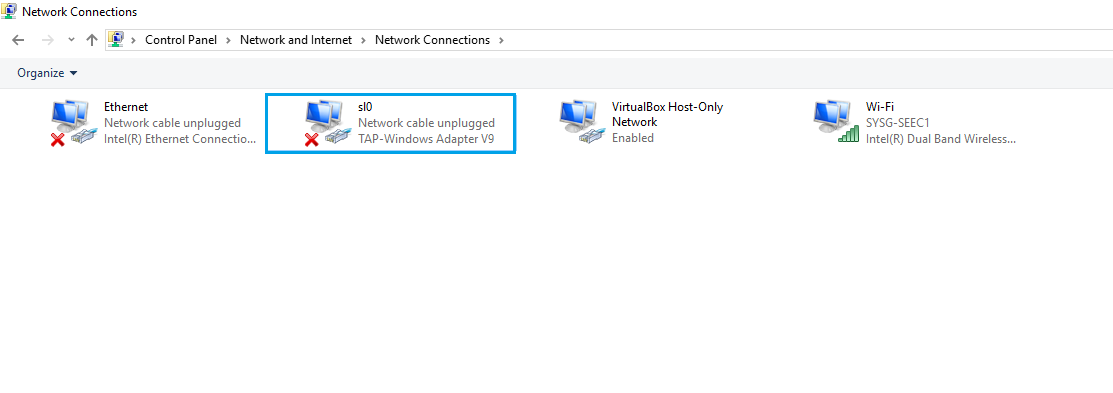 Network Connections
Control Panel > Network and Internet > Network Connections >
Organize
Ethernet
Network cable unplugged
Intel(R) Ethernet Connectio...
sl0
Network cable unplugged
TAP-Windows Adapter V9
VirtualBox Host-Only
Network
Enabled
Wi-Fi
SYSG-SEEC1
Intel(R) Dual Band Wireless...